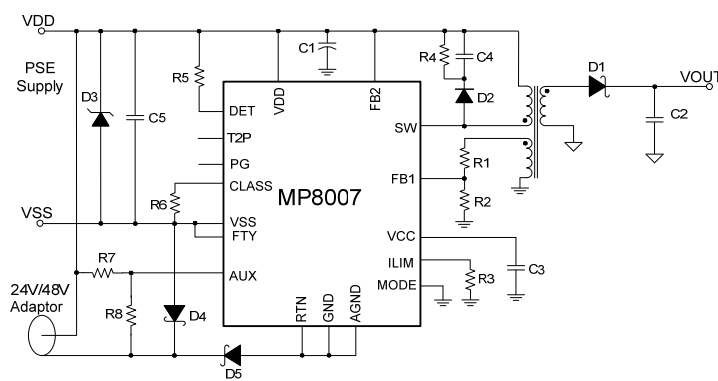 VDD
PSE
Supply
D3
C5
R5
C1
R4
C4
D2
D1
VOUT
C2
VDD
FB2
DET
T2P
PG
CLASS
SW
R1
FB1
R2
MP8007
R6
VSS
VSS
FTY
VCC
ILIM
R3
C3
MODE
AUX
R7
24V/48V
Adaptor
R8
D4
RTN
GND
AGND
D5